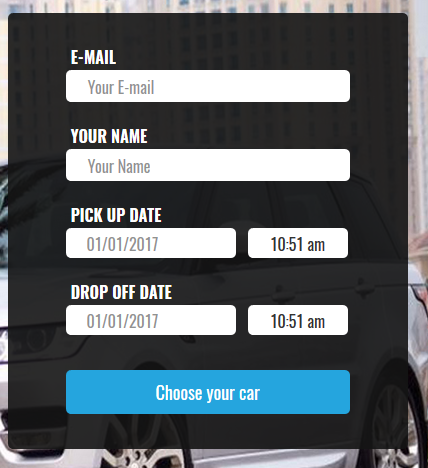 E-MAIL
Your E-mail
YOUR NAME
Your Name
PICK UP DATE
01/01/2017 10:51 am
DROP OFF DATE
01/01/2017 10:51 am
Choose your car